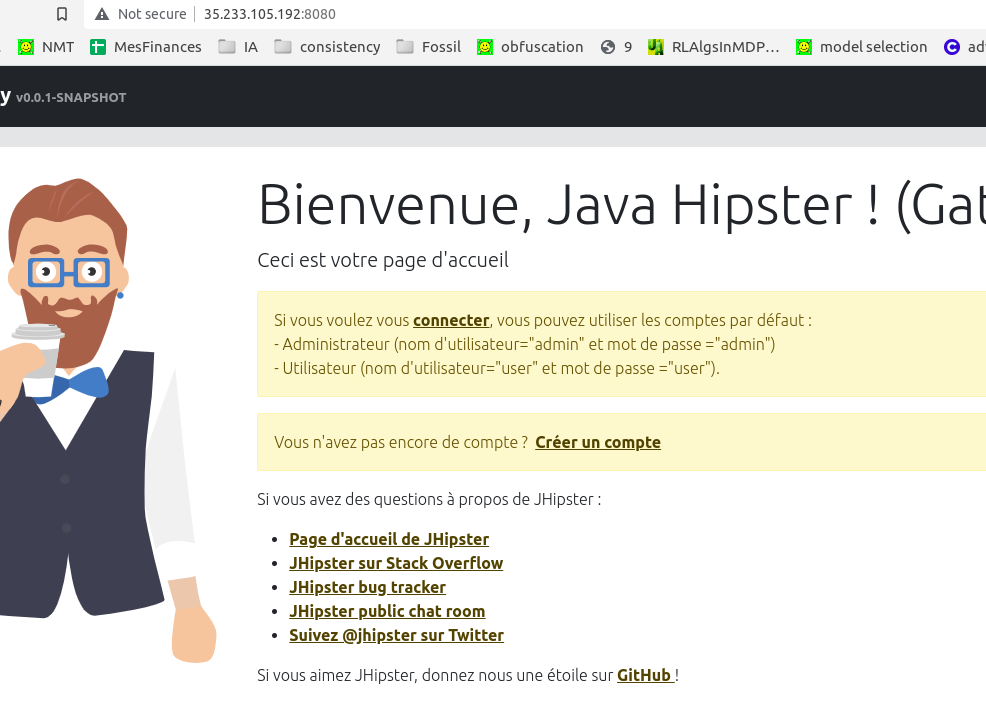 Not secure 35.233.105.192:8080
NMT MesFinances IA consistency Fossil obfuscation 9 RLAlgsInMDP… model selection
y v0.0.1-SNAPSHOT
Bienvenue, Java Hipster ! (Gat
Ceci est votre page d'accueil
Si vous voulez vous connecter, vous pouvez utiliser les comptes par défaut :
- Administrateur (nom d'utilisateur="admin" et mot de passe ="admin")
- Utilisateur (nom d'utilisateur="user" et mot de passe ="user").
Vous n'avez pas encore de compte ? Créer un compte
Si vous avez des questions à propos de JHipster :
Page d'accueil de JHipster
JHipster sur Stack Overflow
JHipster bug tracker
JHipster public chat room
Suivez @jhipster sur Twitter
Si vous aimez JHipster, donnez nous une étoile sur GitHub !